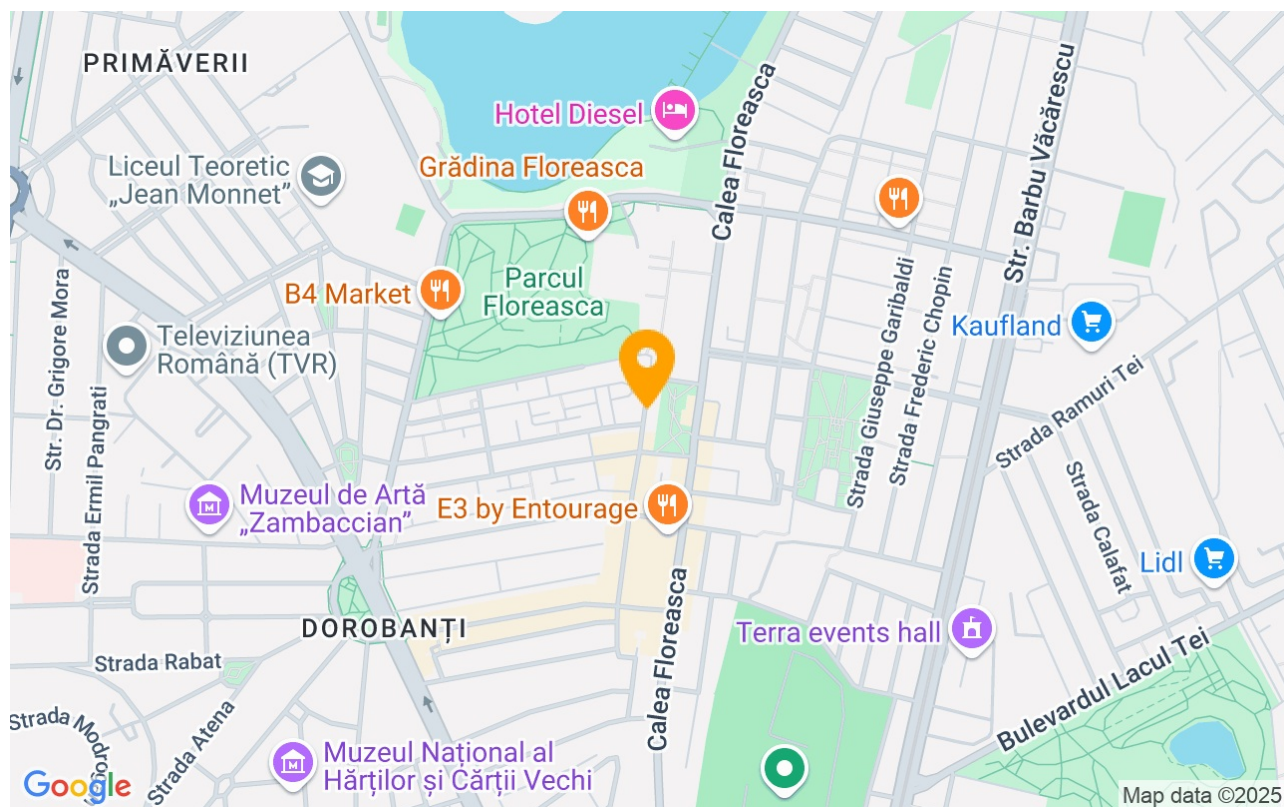 PRIMĂVERII
Hotel Diesel
Calea Floreasca
Str. Barbu Văcărescu
Liceul Teoretic
„Jean Monnet”
Grădina Floreasca
Parcul
Floreasca
B4 Market
Str. Dr. Grigore Mora
Televiziunea
Română (TVR)
Strada Ermil Pangrati
Strada Giuseppe Garibaldi
Strada Frederic Chopin
Kaufland
Strada Ramuri Tei
Strada Calafat
Muzeul de Artă
„Zambaccian”
E3 by Entourage
Lidl
Calea Floreasca
DOROBANȚI
Terra events hall
Strada Rabat
Bulevardul Lacul Tei
Strada Atena
Muzeul Național al
Hărților și Cărții Vechi
Google
Map data ©2025